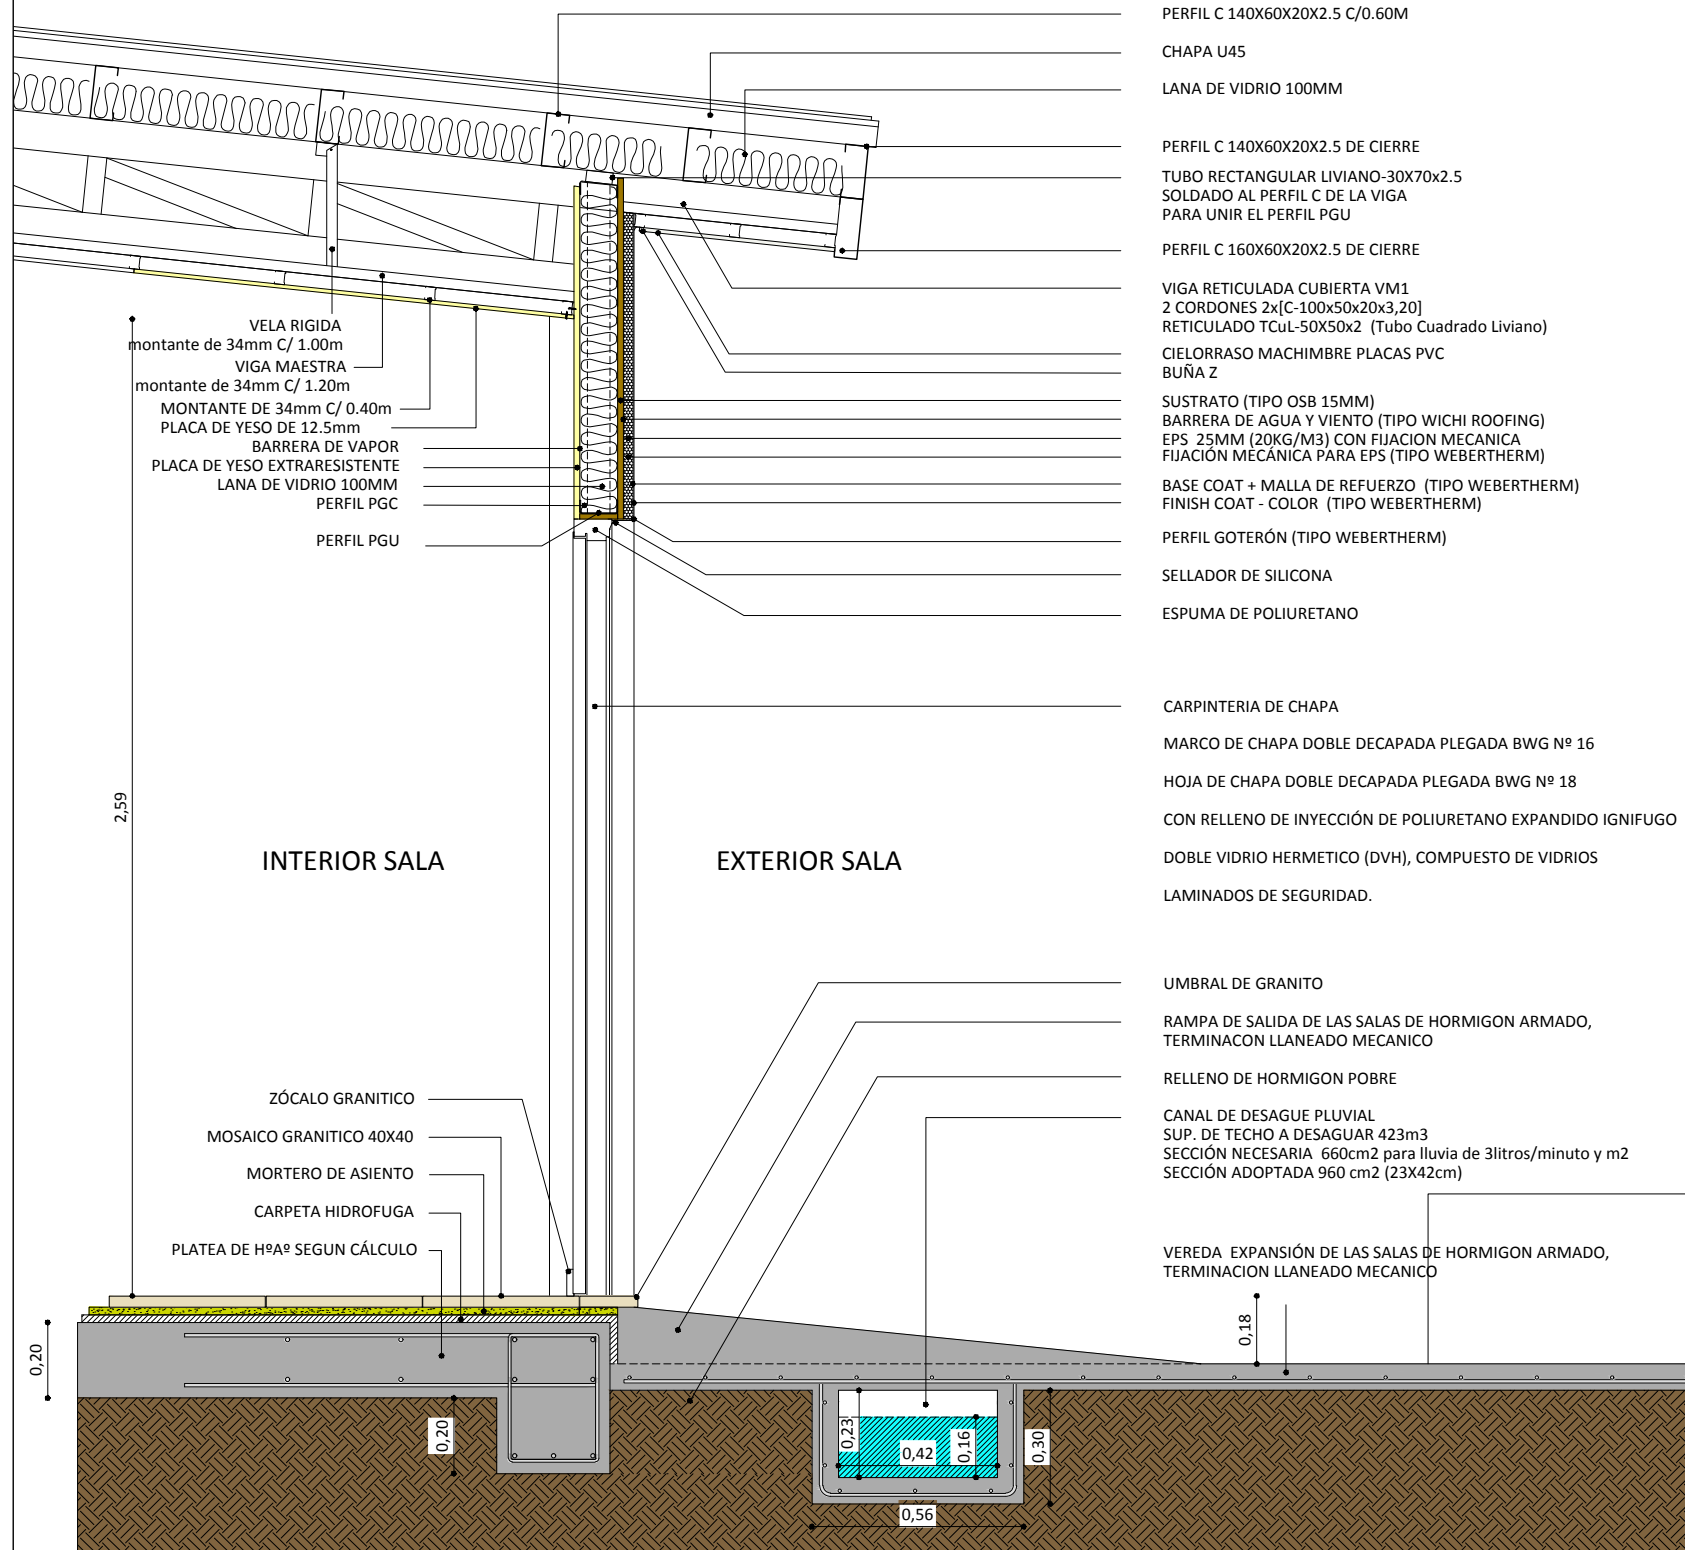 PERFIL C 140X60X20X2.5 C/0.60M
CHAPA U45
LANA DE VIDRIO 100MM
PERFIL C 140X60X20X2.5 DE CIERRE
TUBO RECTANGULAR LIVIANO-30X70x2.5
SOLDADO AL PERFIL C DE LA VIGA
PARA UNIR EL PERFIL PGU
PERFIL C 160X60X20X2.5 DE CIERRE
VIGA RETICULADA CUBIERTA VM1
2 CORDONES 2x[C-100x50x20x3,20]
RETICULADO TCuL-50X50x2 (Tubo Cuadrado Liviano)
CIELORRASO MACHIMBRE PLACAS PVC
BUÑA Z
SUSTRATO (TIPO OSB 15MM)
BARRERA DE AGUA Y VIENTO (TIPO WICHI ROOFING)
EPS 25MM (20KG/M3) CON FIJACION MECANICA
FIJACIÓN MECÁNICA PARA EPS (TIPO WEBERTHERM)
BASE COAT + MALLA DE REFUERZO (TIPO WEBERTHERM)
FINISH COAT - COLOR (TIPO WEBERTHERM)
PERFIL GOTERÓN (TIPO WEBERTHERM)
SELLADOR DE SILICONA
ESPUMA DE POLIURETANO
VELA RIGIDA
montante de 34mm C/ 1.00m
VIGA MAESTRA
montante de 34mm C/ 1.20m
MONTANTE DE 34mm C/ 0.40m
PLACA DE YESO DE 12.5mm
BARRERA DE VAPOR
PLACA DE YESO EXTRARESISTENTE
LANA DE VIDRIO 100MM
PERFIL PGC
PERFIL PGU
CARPINTERIA DE CHAPA
MARCO DE CHAPA DOBLE DECAPADA PLEGADA BWG Nº 16
HOJA DE CHAPA DOBLE DECAPADA PLEGADA BWG Nº 18
CON RELLENO DE INYECCIÓN DE POLIURETANO EXPANDIDO IGNIFUGO
DOBLE VIDRIO HERMETICO (DVH), COMPUESTO DE VIDRIOS
LAMINADOS DE SEGURIDAD.
2,59
INTERIOR SALA
EXTERIOR SALA
UMBRAL DE GRANITO
RAMPA DE SALIDA DE LAS SALAS DE HORMIGON ARMADO,
TERMINACON LLANEADO MECANICO
RELLENO DE HORMIGON POBRE
CANAL DE DESAGUE PLUVIAL
SUP. DE TECHO A DESAGUAR 423m3
SECCIÓN NECESARIA 660cm2 para lluvia de 3litros/minuto y m2
SECCIÓN ADOPTADA 960 cm2 (23X42cm)
VEREDA EXPANSIÓN DE LAS SALAS DE HORMIGON ARMADO,
TERMINACION LLANEADO MECANICO
ZÓCALO GRANITICO
MOSAICO GRANITICO 40X40
MORTERO DE ASIENTO
CARPETA HIDROFUGA
PLATEA DE HºAº SEGUN CÁLCULO
0,20
0,18
0,20
0,23
0,42
0,16
0,30
0,56